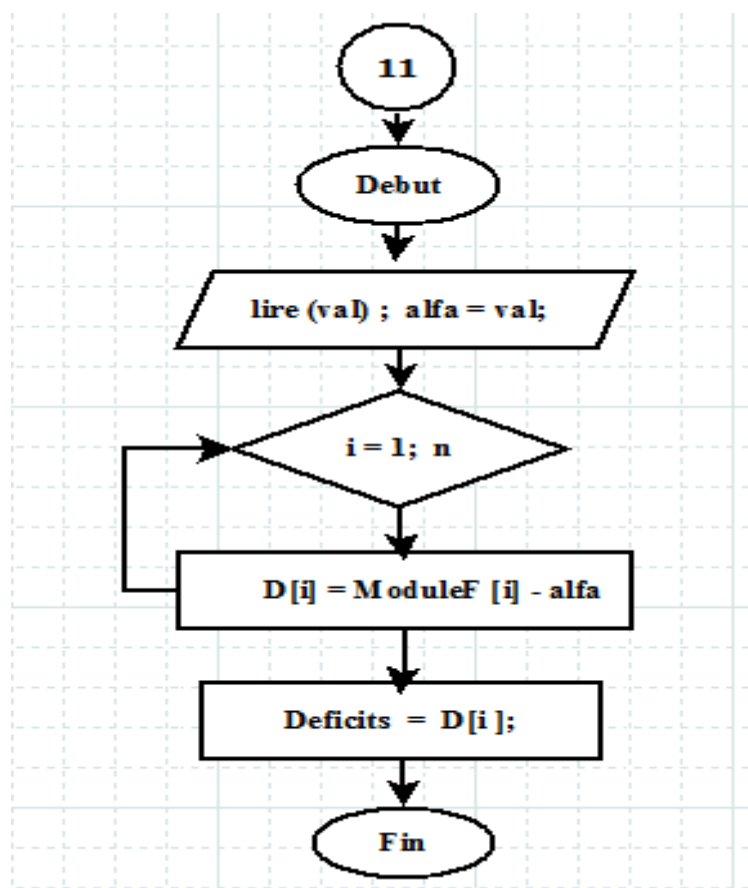 11
Debut
lire (val) ; alfa = val;
i = 1; n
D[i] = ModuleF [i] - alfa
Deficits = D[i ];
Fin